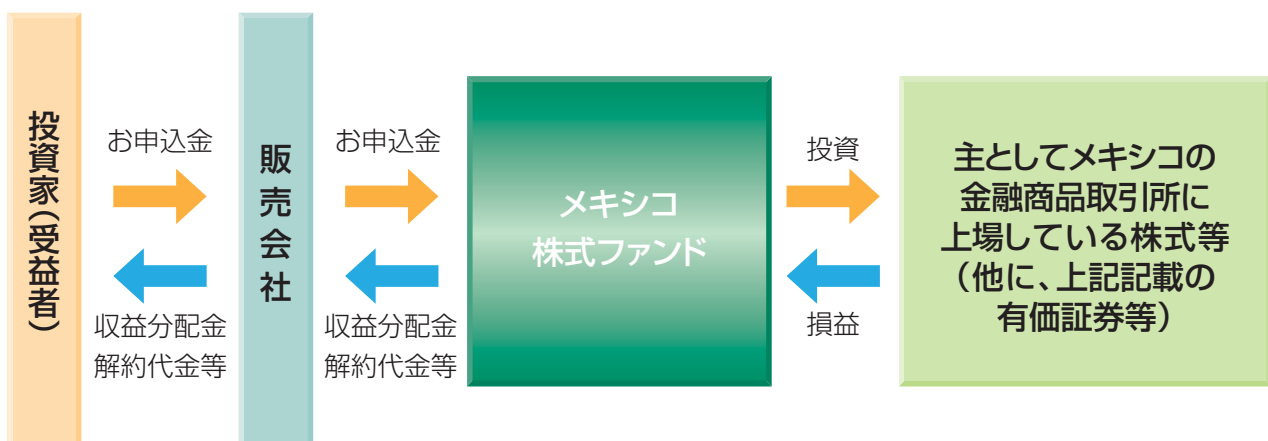 投資家(受益者)
お申込金
収益分配金
解約代金等
販売会社
お申込金
収益分配金
解約代金等
メキシコ
株式ファンド
投資
損益
主としてメキシコの
金融商品取引所に
上場している株式等
(他に、上記記載の
有価証券等)